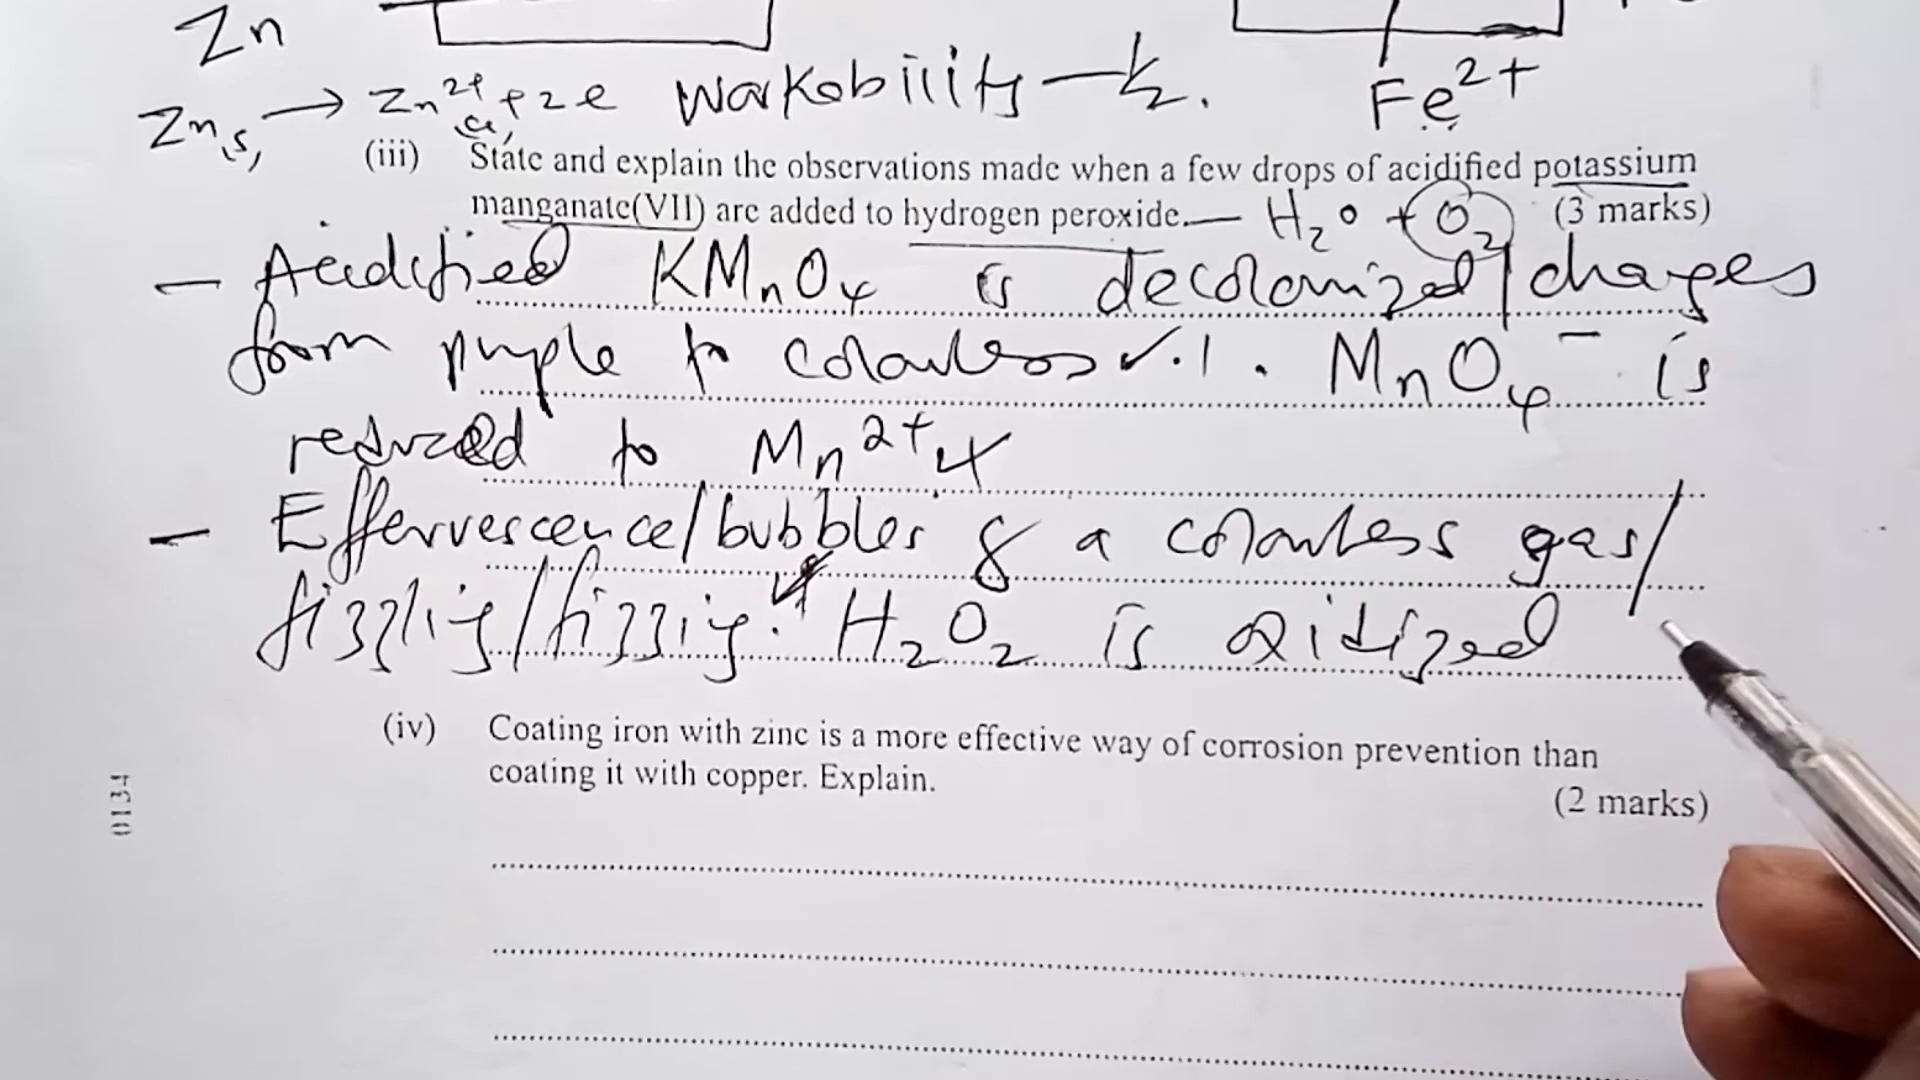 Zn
Zn(s) → Zn²⁺(aq) + 2e Workability — ½.
Fe²⁺
(iii) State and explain the observations made when a few drops of acidified potassium
manganate(VII) are added to hydrogen peroxide. — H₂O + O₂ (3 marks)
– Acidified KMnO₄ is decolourized/changes
from purple to colourless ✓1. MnO₄⁻ is
reduced to Mn²⁺
– Effervescence/bubbles of a colourless gas/
fizzling/fizzing. ✓1 H₂O₂ is oxidized
(iv) Coating iron with zinc is a more effective way of corrosion prevention than
coating it with copper. Explain.
(2 marks)
0134